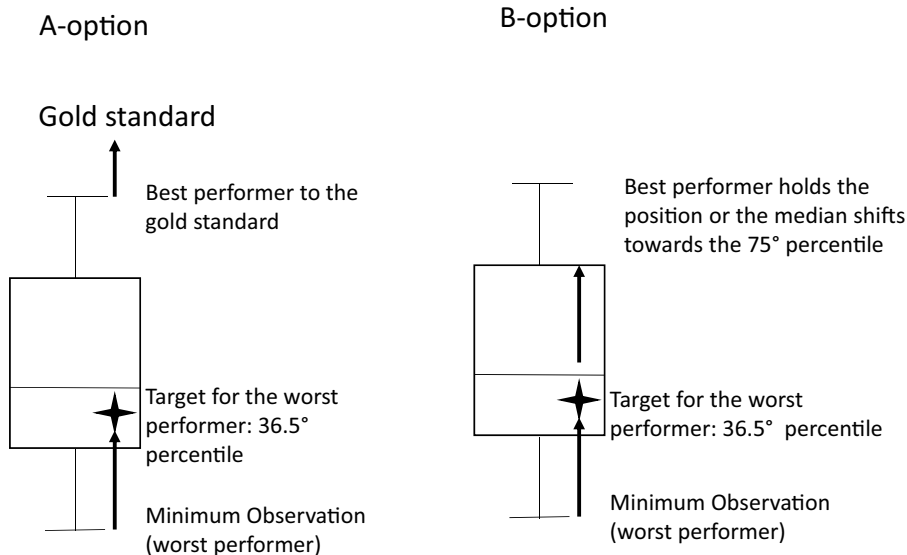 A-option
Gold standard
Best performer to the
gold standard
Target for the worst
performer: 36.5°
percentile
Minimum Observation
(worst performer)
B-option
Best performer holds the
position or the median shifts
towards the 75° percentile
Target for the worst
performer: 36.5° percentile
Minimum Observation
(worst performer)